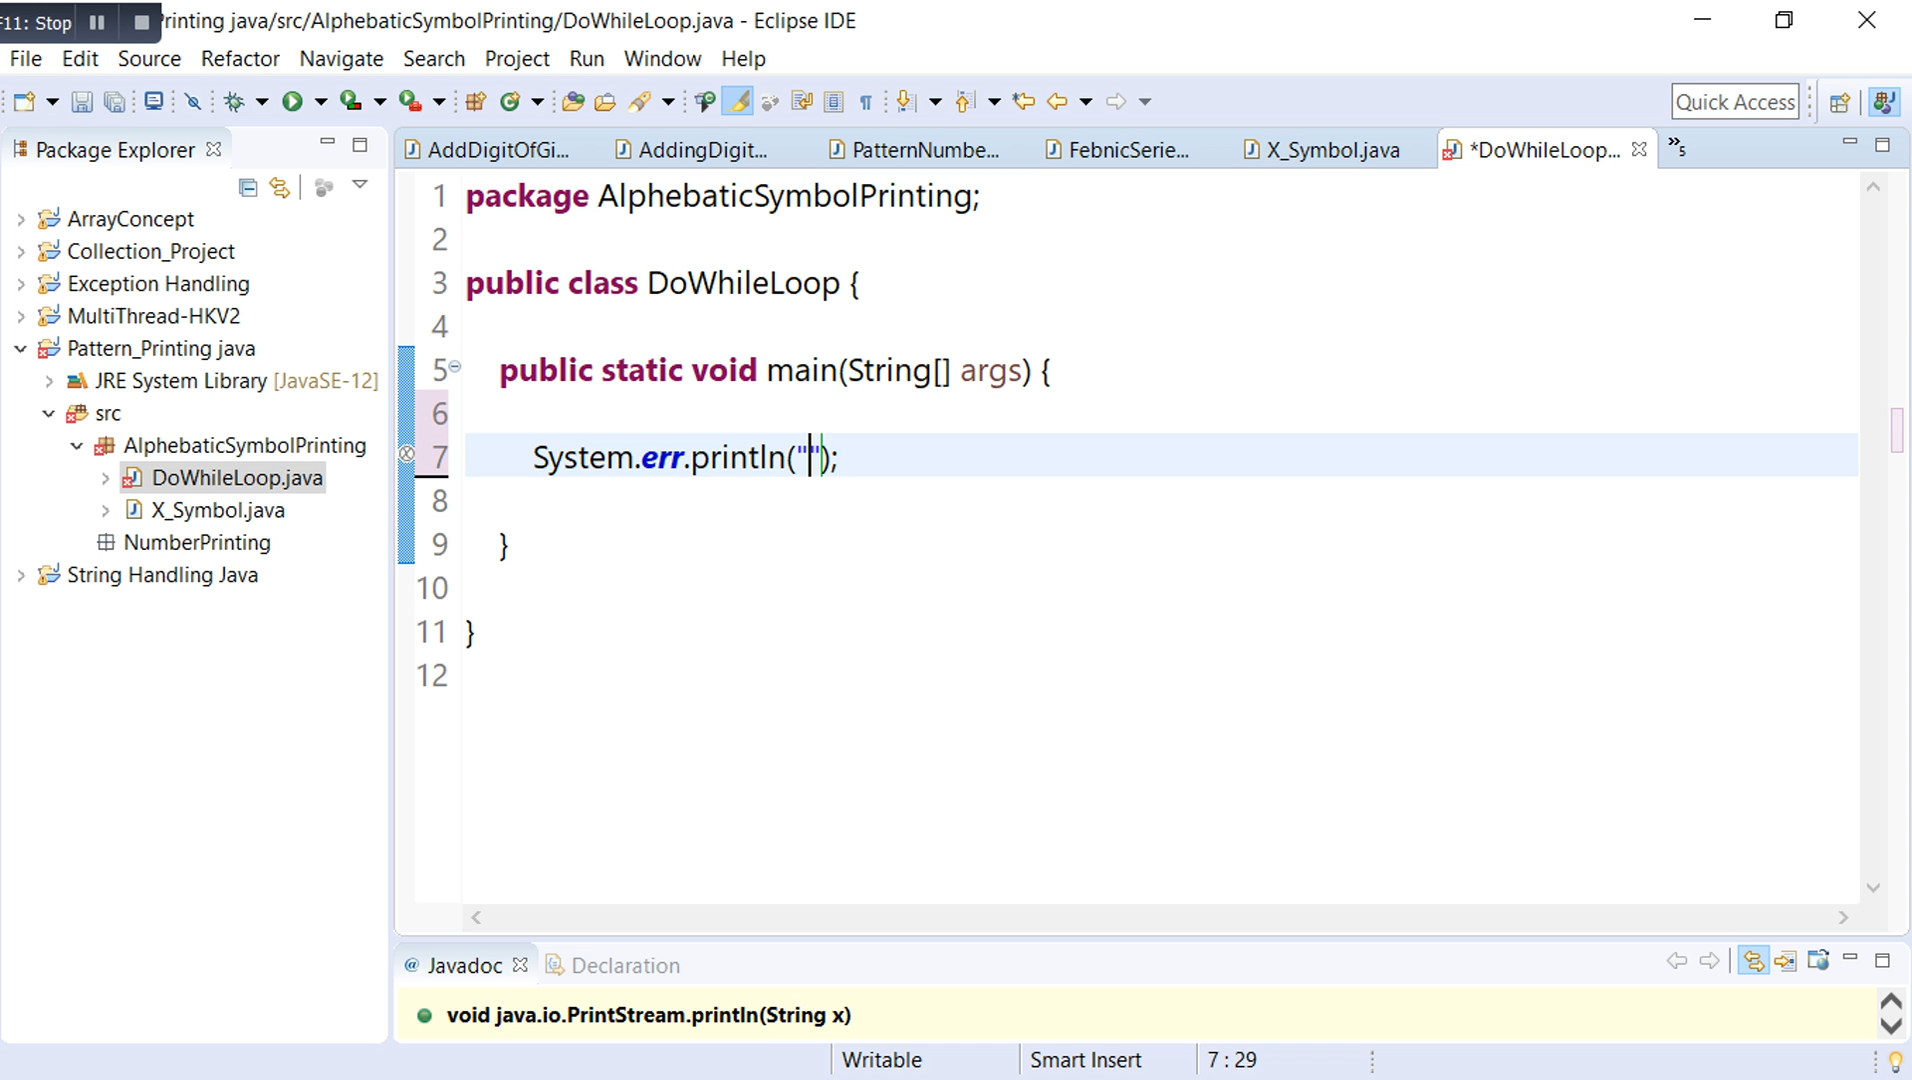 F11: Stop
Printing java/src/AlphebaticSymbolPrinting/DoWhileLoop.java - Eclipse IDE
File Edit Source Refactor Navigate Search Project Run Window Help
Quick Access
Package Explorer
ArrayConcept
Collection_Project
Exception Handling
MultiThread-HKV2
Pattern_Printing java
JRE System Library [JavaSE-12]
src
AlphebaticSymbolPrinting
DoWhileLoop.java
X_Symbol.java
NumberPrinting
String Handling Java
AddDigitOfGi... AddingDigit... PatternNumbe... FebnicSerie... X_Symbol.java *DoWhileLoop... »5
1 package AlphebaticSymbolPrinting;
2
3 public class DoWhileLoop {
4
5 public static void main(String[] args) {
6
7 System.err.println("");
8
9 }
10
11 }
12
@ Javadoc Declaration
void java.io.PrintStream.println(String x)
Writable Smart Insert 7 : 29